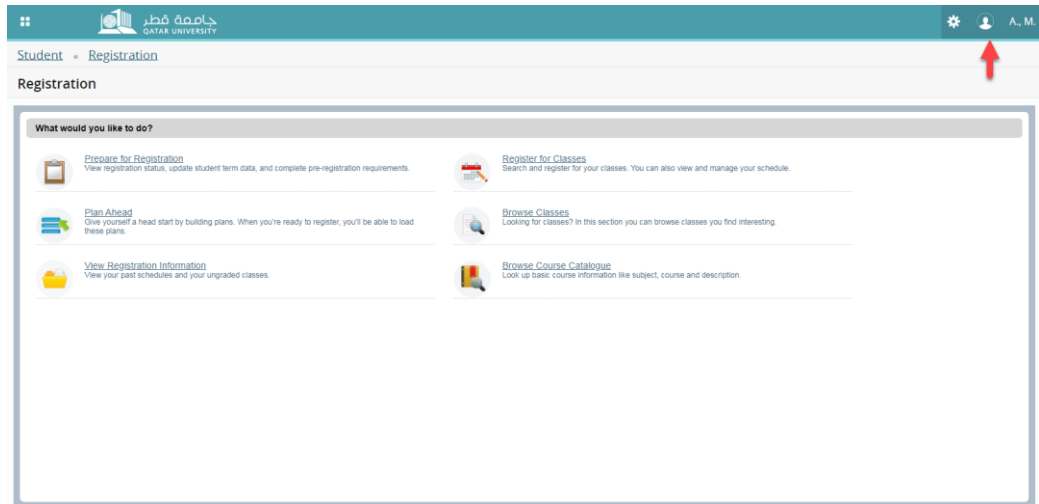 جامعة قطر
QATAR UNIVERSITY
A., M.
Student • Registration
Registration
What would you like to do?
Prepare for Registration
View registration status, update student term data, and complete pre-registration requirements.
Register for Classes
Search and register for your classes. You can also view and manage your schedule.
Plan Ahead
Give yourself a head start by building plans. When you're ready to register, you'll be able to load
these plans.
Browse Classes
Looking for classes? In this section you can browse classes you find interesting.
View Registration Information
View your past schedules and your ungraded classes.
Browse Course Catalogue
Look up basic course information like subject, course and description.